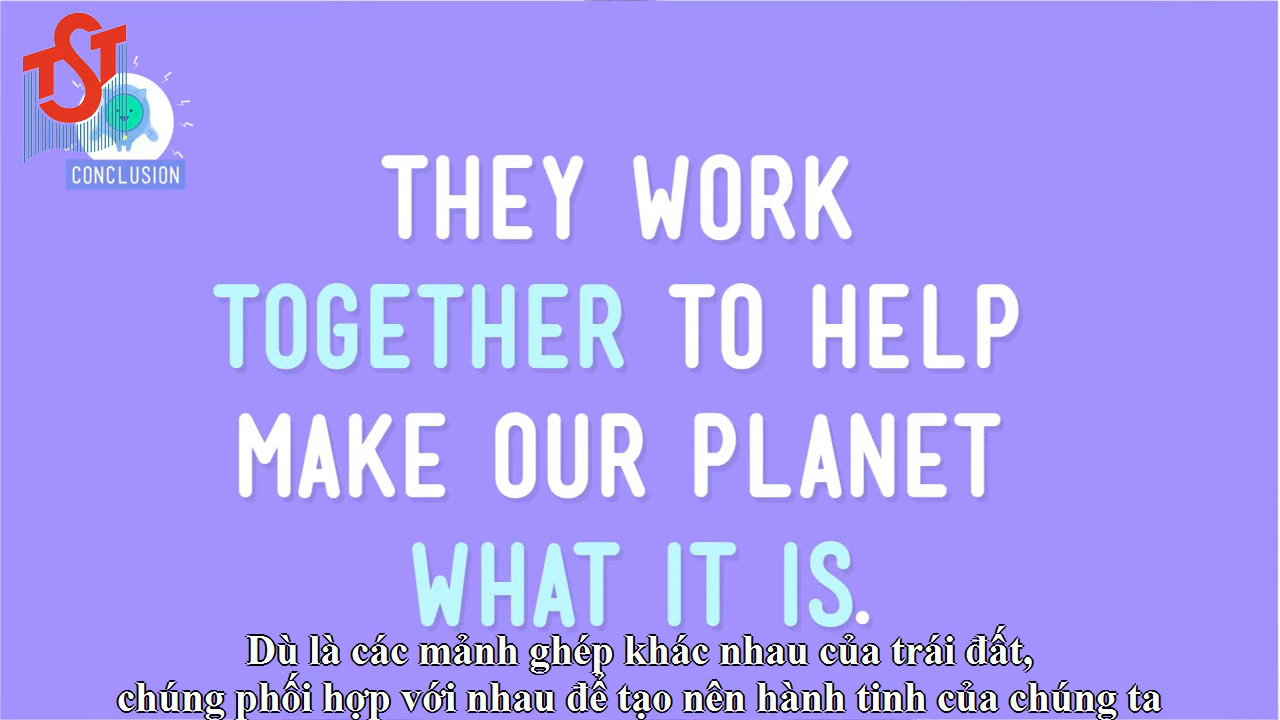 TST
CONCLUSION
THEY WORK
TOGETHER TO HELP
MAKE OUR PLANET
WHAT IT IS.
Dù là các mảnh ghép khác nhau của trái đất,
chúng phối hợp với nhau để tạo nên hành tinh của chúng ta